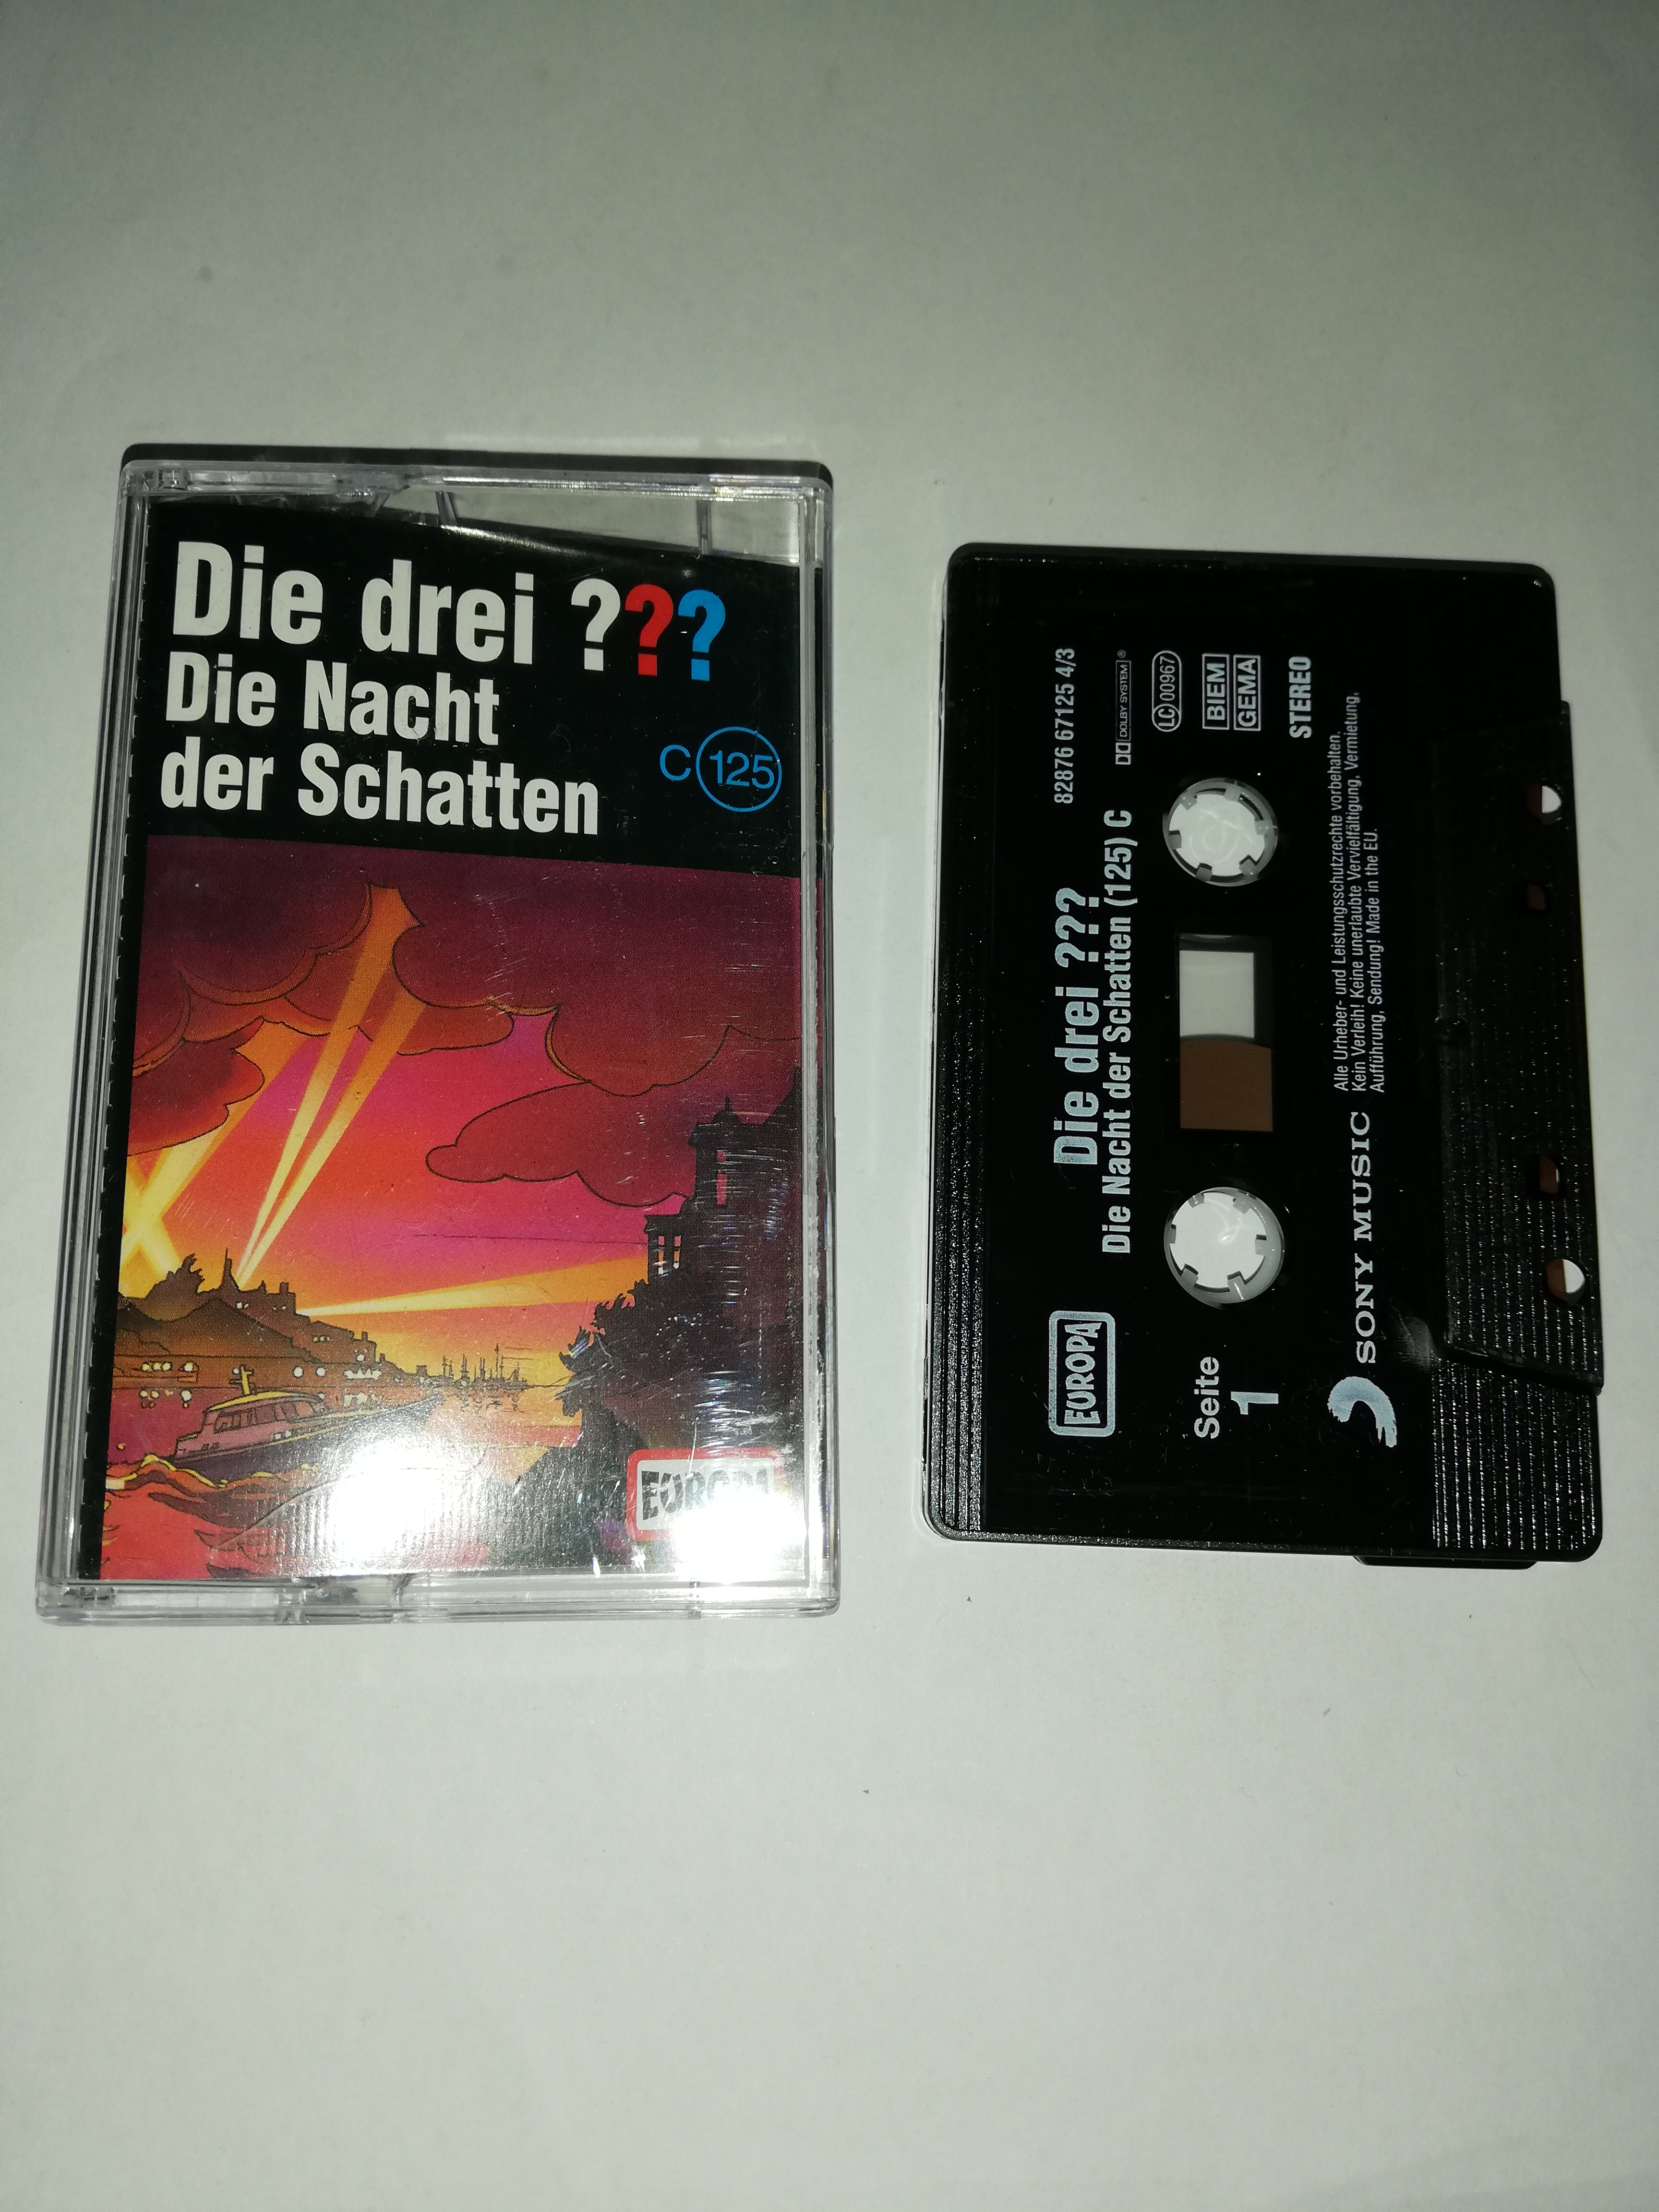 Die drei ???
Die Nacht
der Schatten
C 125
EUROPA
EUROPA
Die drei ???
82876 67125 4/3
Die Nacht der Schatten (125) C
DOLBY SYSTEM ®
LC 00967
BIEM
GEMA
Seite
1
STEREO
SONY MUSIC
Alle Urheber- und Leistungsschutzrechte vorbehalten.
Kein Verleih! Keine unerlaubte Vervielfältigung, Vermietung,
Aufführung, Sendung! Made in the EU.